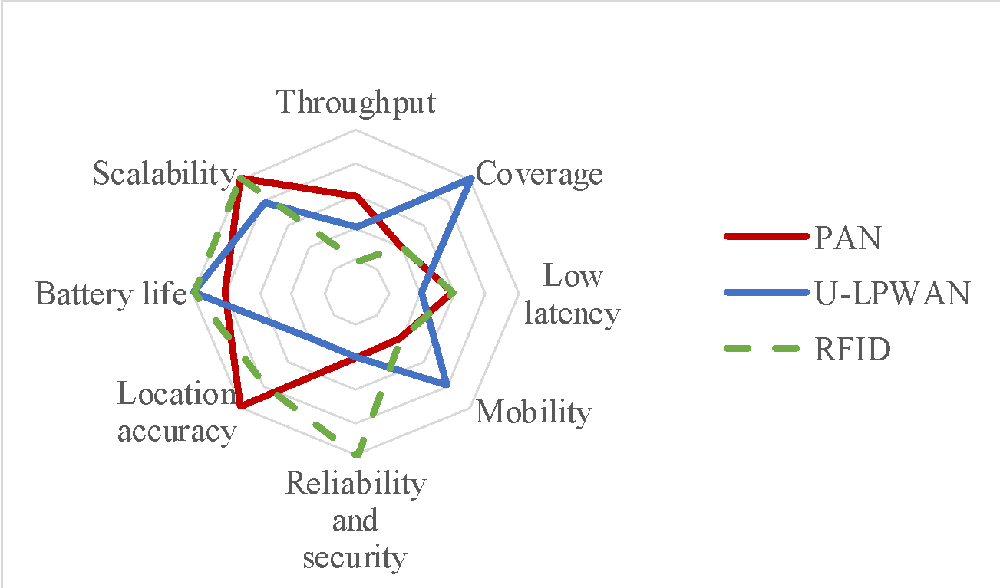 Throughput
Scalability
Coverage
Battery life
Low
latency
Location
accuracy
Mobility
Reliability
and
security
PAN
U-LPWAN
RFID